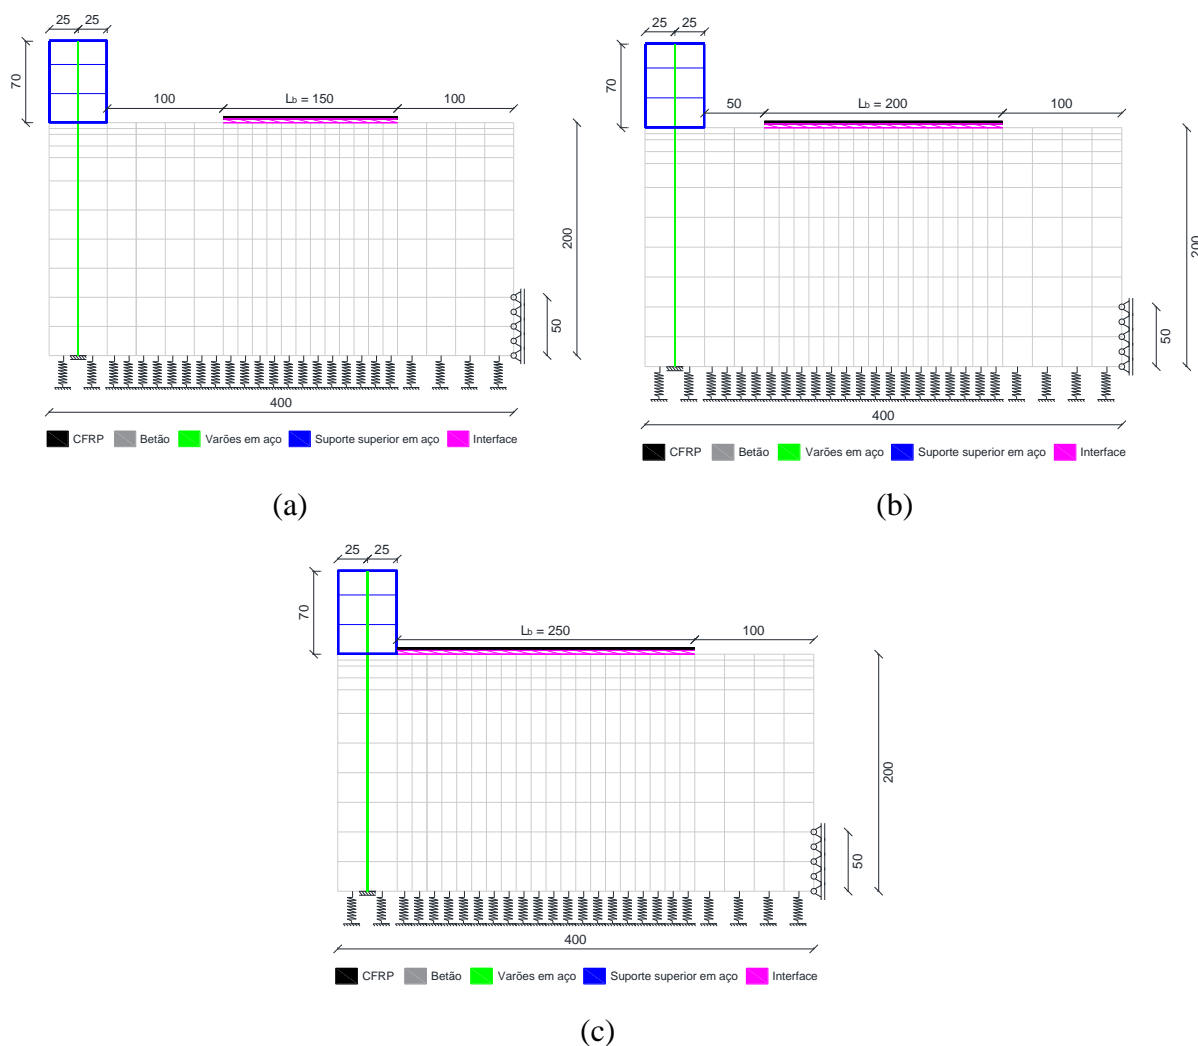 25 25
70
100 Lb = 150 100
200
50
400
CFRP Betão Varões em aço Suporte superior em aço Interface
(a)
25 25
70
50 Lb = 200 100
200
50
400
CFRP Betão Varões em aço Suporte superior em aço Interface
(b)
25 25
70
Lb = 250 100
200
50
400
CFRP Betão Varões em aço Suporte superior em aço Interface
(c)